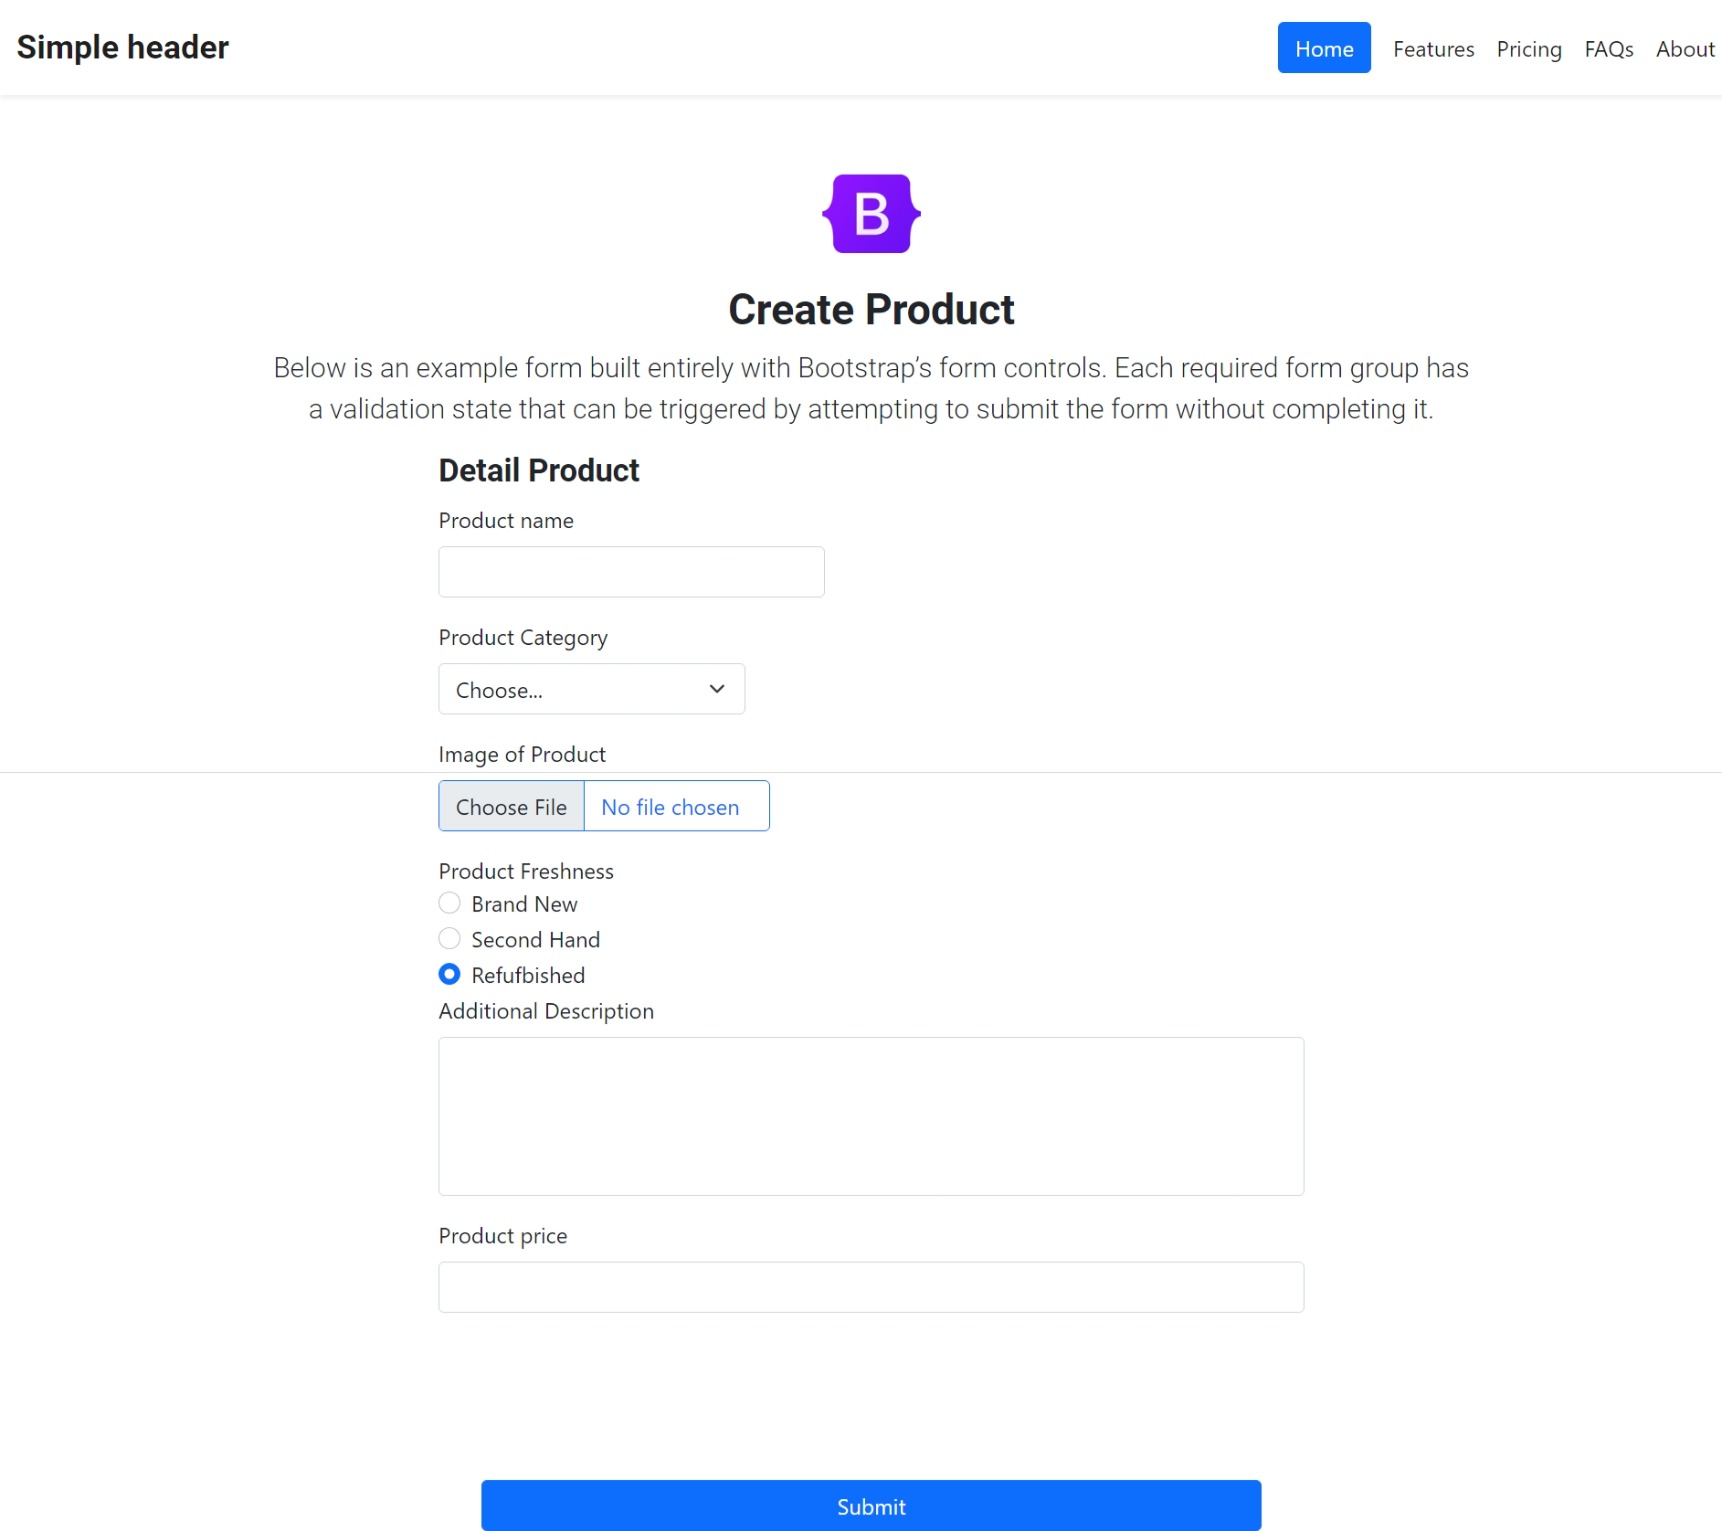 Simple header
Home Features Pricing FAQs About
B
Create Product
Below is an example form built entirely with Bootstrap’s form controls. Each required form group has
a validation state that can be triggered by attempting to submit the form without completing it.
Detail Product
Product name
Product Category
Choose...
Image of Product
Choose File No file chosen
Product Freshness
Brand New
Second Hand
Refufbished
Additional Description
Product price
Submit